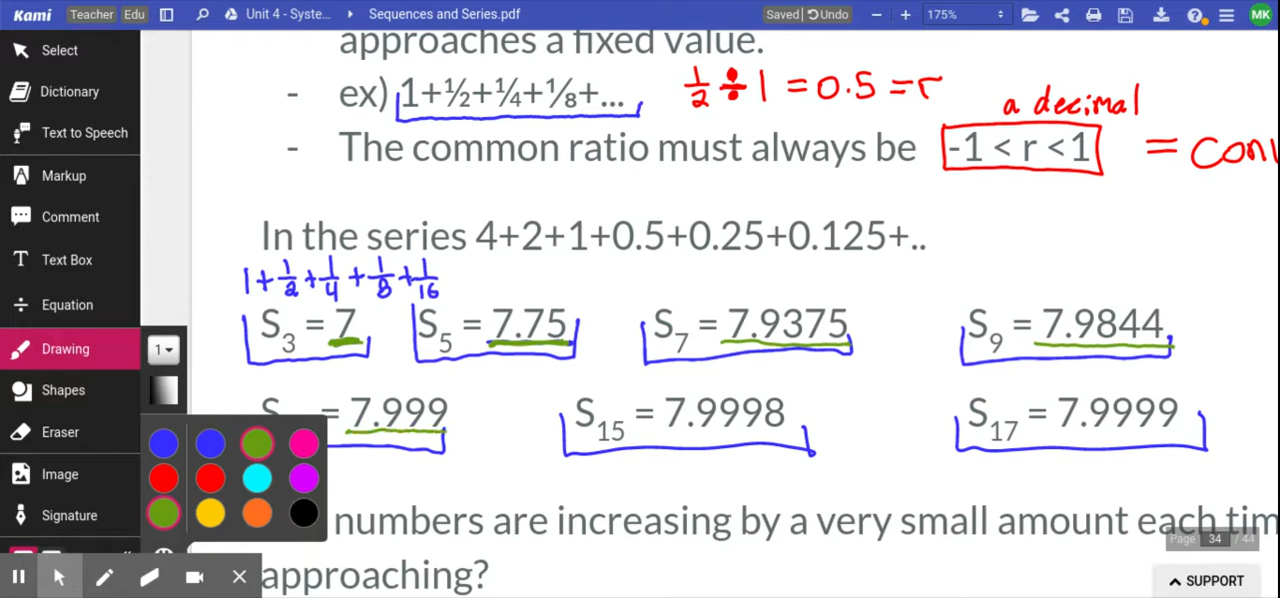 Kami Teacher Edu Unit 4 - Syste... Sequences and Series.pdf Saved Undo 175% MK
Select
Dictionary
Text to Speech
Markup
Comment
Text Box
Equation
Drawing 1
Shapes
Eraser
Image
Signature
approaches a fixed value.
- ex) 1+½+¼+⅛+... 1/2 ÷ 1 = 0.5 = r
a decimal
- The common ratio must always be -1 < r < 1 =
In the series 4+2+1+0.5+0.25+0.125+..
1 + 1/2 + 1/4 + 1/8 + 1/16
S3 = 7 S5 = 7.75 S7 = 7.9375 S9 = 7.9844
= 7.999 S15 = 7.9998 S17 = 7.9999
numbers are increasing by a very small amount each tim
approaching?
Page 34 / 44
SUPPORT